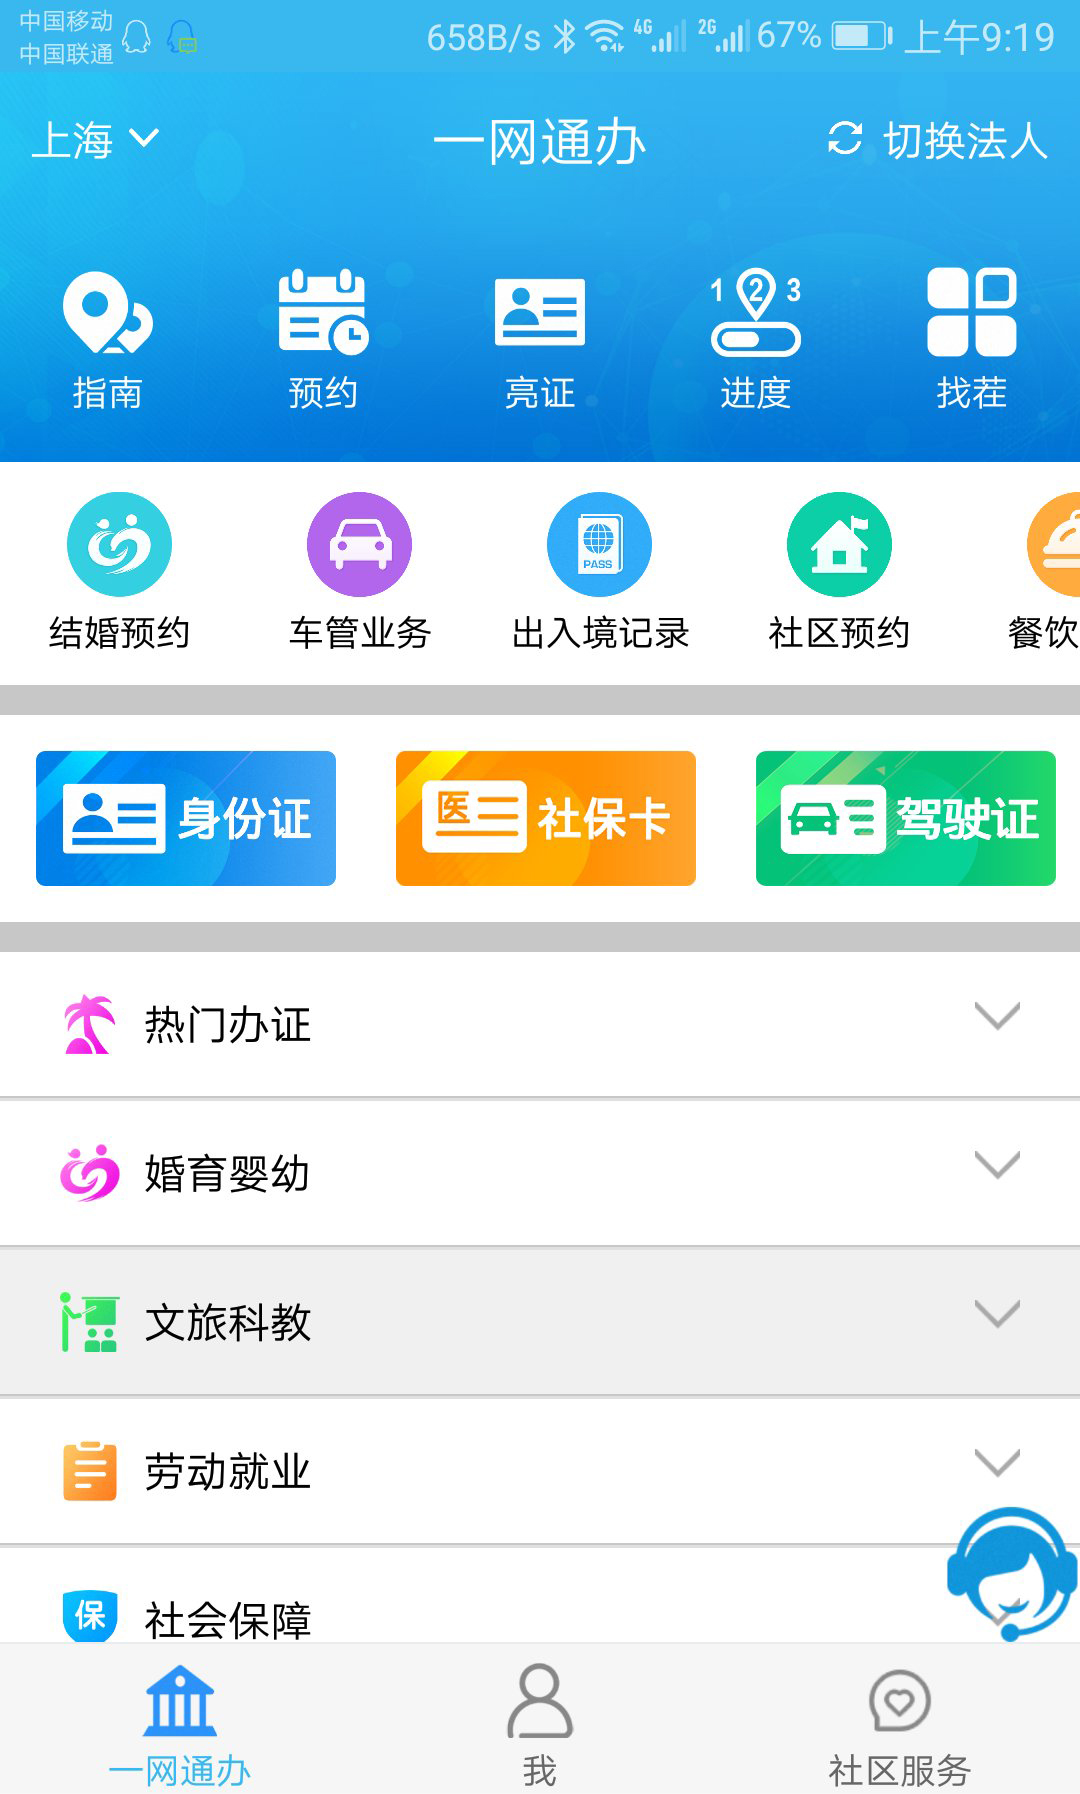 中国移动
中国联通
658B/s 4G 2G 67% 上午9:19
上海 一网通办 切换法人
1 2 3
指南 预约 亮证 进度 找茬
PASS
结婚预约 车管业务 出入境记录 社区预约 餐饮
身份证 医 社保卡 驾驶证
热门办证
婚育婴幼
文旅科教
劳动就业
保 社会保障
一网通办 我 社区服务